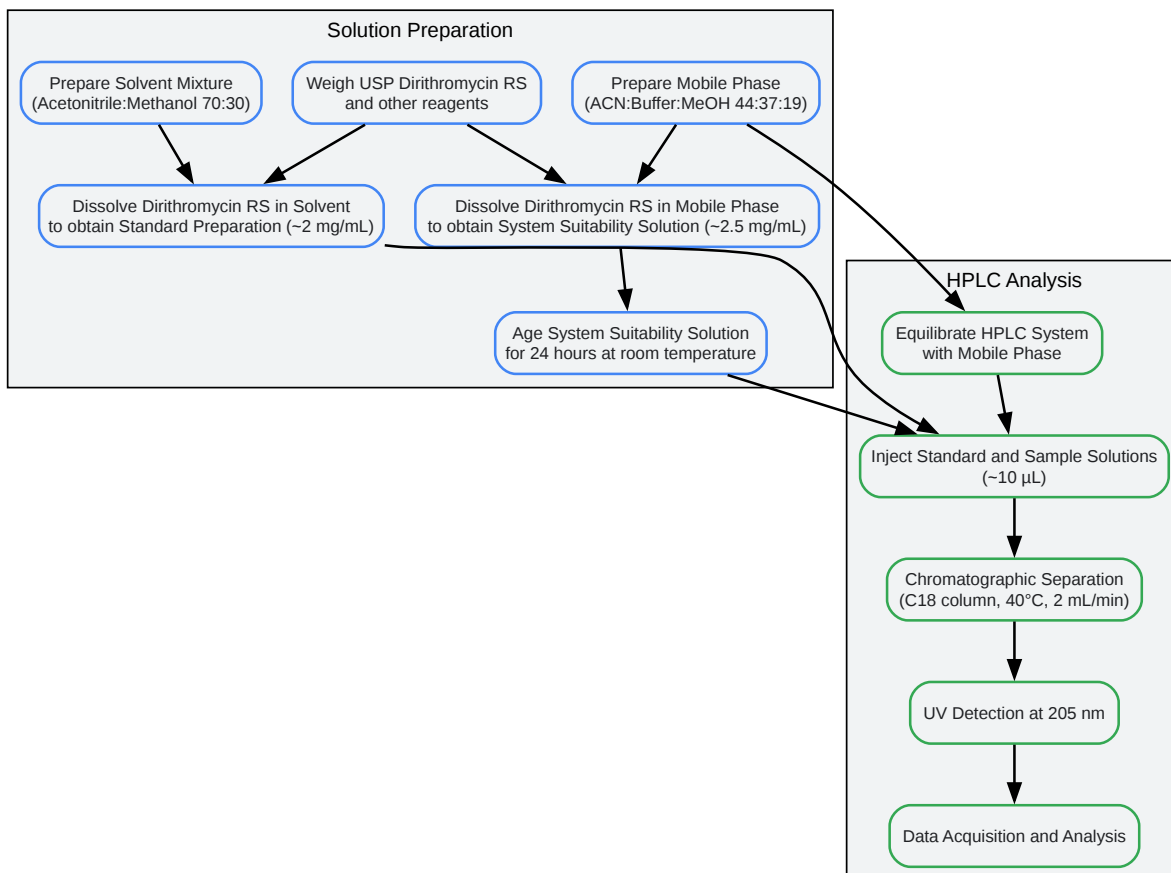 Solution Preparation
Prepare Solvent Mixture
(Acetonitrile:Methanol 70:30)
Weigh USP Dirithromycin RS
and other reagents
Prepare Mobile Phase
(ACN:Buffer:MeOH 44:37:19)
Dissolve Dirithromycin RS in Solvent
to obtain Standard Preparation (~2 mg/mL)
Dissolve Dirithromycin RS in Mobile Phase
to obtain System Suitability Solution (~2.5 mg/mL)
Age System Suitability Solution
for 24 hours at room temperature
HPLC Analysis
Equilibrate HPLC System
with Mobile Phase
Inject Standard and Sample Solutions
(~10 µL)
Chromatographic Separation
(C18 column, 40°C, 2 mL/min)
UV Detection at 205 nm
Data Acquisition and Analysis